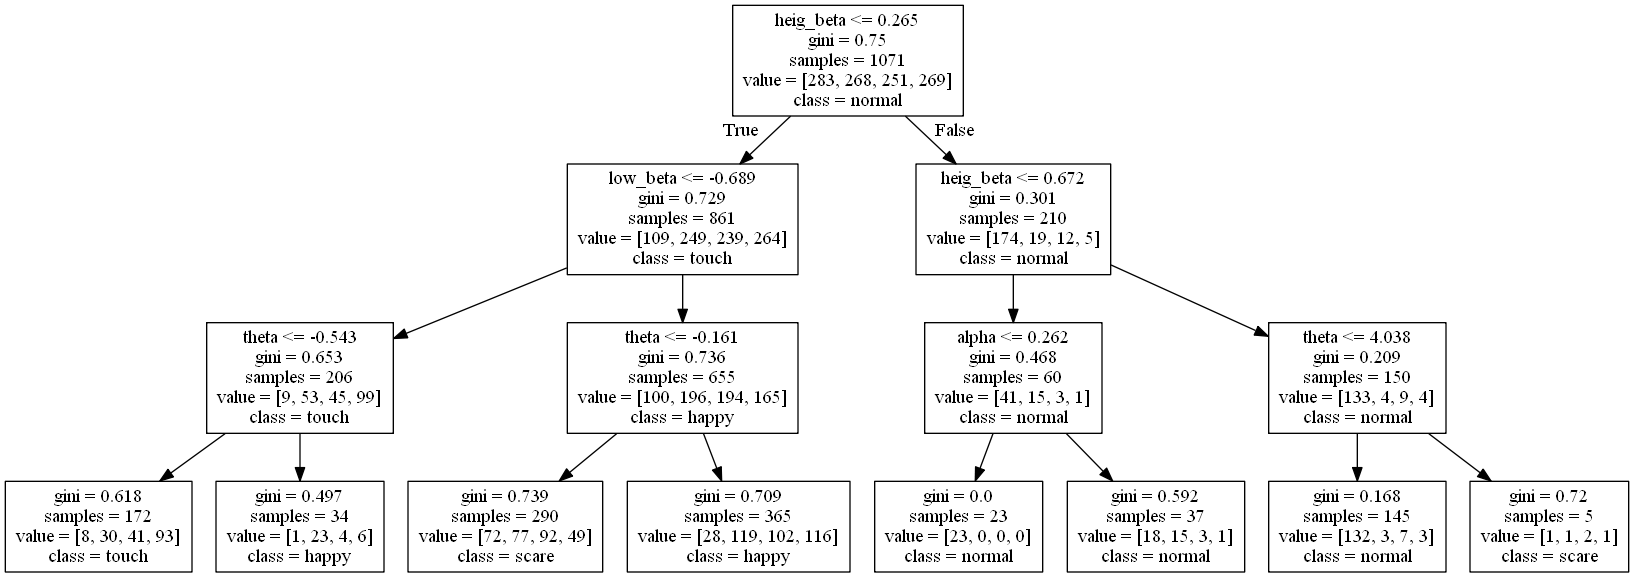 heig_beta <= 0.265
gini = 0.75
samples = 1071
value = [283, 268, 251, 269]
class = normal
True
False
low_beta <= -0.689
gini = 0.729
samples = 861
value = [109, 249, 239, 264]
class = touch
heig_beta <= 0.672
gini = 0.301
samples = 210
value = [174, 19, 12, 5]
class = normal
theta <= -0.543
gini = 0.653
samples = 206
value = [9, 53, 45, 99]
class = touch
theta <= -0.161
gini = 0.736
samples = 655
value = [100, 196, 194, 165]
class = happy
alpha <= 0.262
gini = 0.468
samples = 60
value = [41, 15, 3, 1]
class = normal
theta <= 4.038
gini = 0.209
samples = 150
value = [133, 4, 9, 4]
class = normal
gini = 0.618
samples = 172
value = [8, 30, 41, 93]
class = touch
gini = 0.497
samples = 34
value = [1, 23, 4, 6]
class = happy
gini = 0.739
samples = 290
value = [72, 77, 92, 49]
class = scare
gini = 0.709
samples = 365
value = [28, 119, 102, 116]
class = happy
gini = 0.0
samples = 23
value = [23, 0, 0, 0]
class = normal
gini = 0.592
samples = 37
value = [18, 15, 3, 1]
class = normal
gini = 0.168
samples = 145
value = [132, 3, 7, 3]
class = normal
gini = 0.72
samples = 5
value = [1, 1, 2, 1]
class = scare